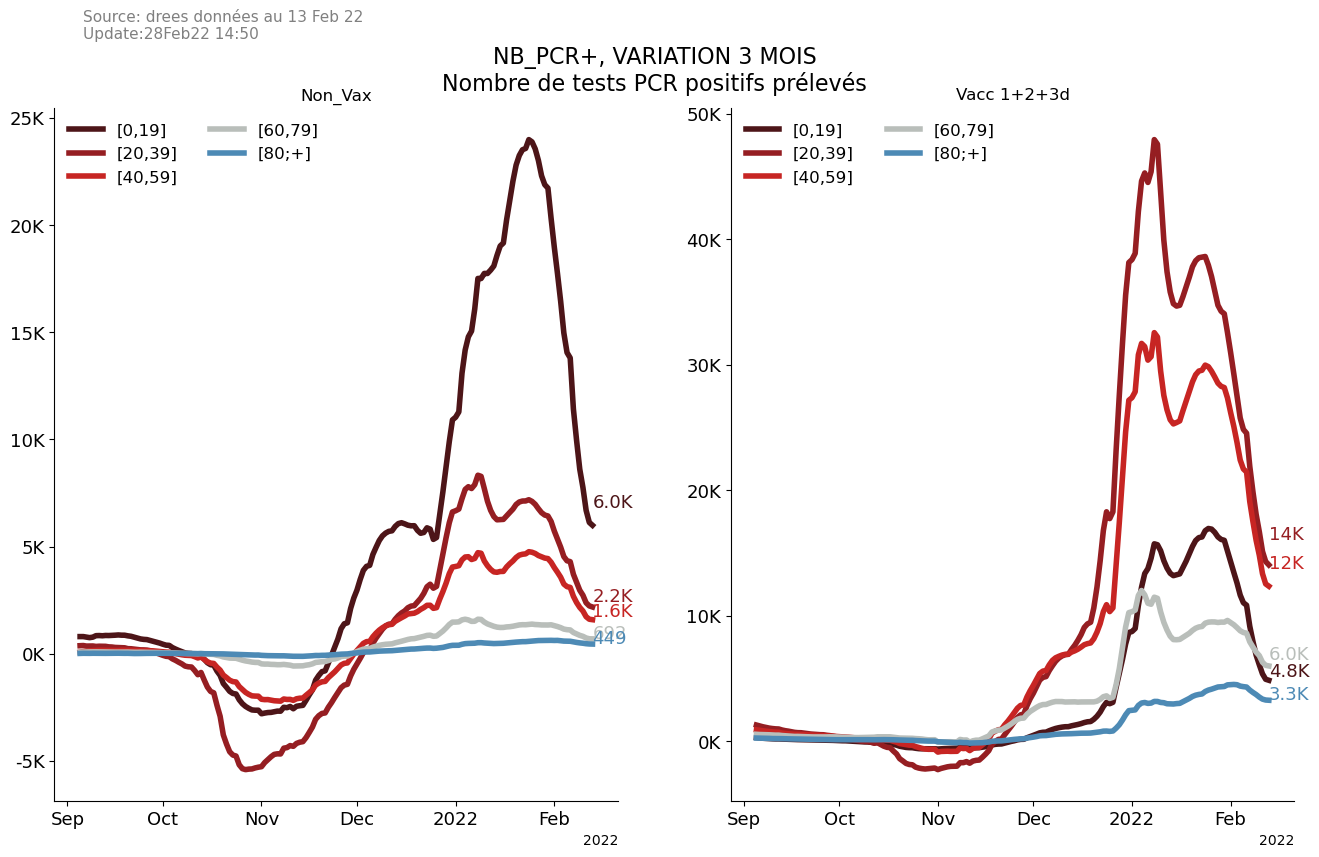 Source: drees données au 13 Feb 22
Update:28Feb22 14:50
NB_PCR+, VARIATION 3 MOIS
Nombre de tests PCR positifs prélevés
Non_Vax
25K
20K
15K
10K
5K
0K
-5K
[0,19]
[20,39]
[40,59]
[60,79]
[80;+]
6.0K
2.2K
1.6K
449
Sep
Oct
Nov
Dec
2022
Feb
2022
Vacc 1+2+3d
50K
40K
30K
20K
10K
0K
[0,19]
[20,39]
[40,59]
[60,79]
[80;+]
14K
12K
6.0K
4.8K
3.3K
Sep
Oct
Nov
Dec
2022
Feb
2022